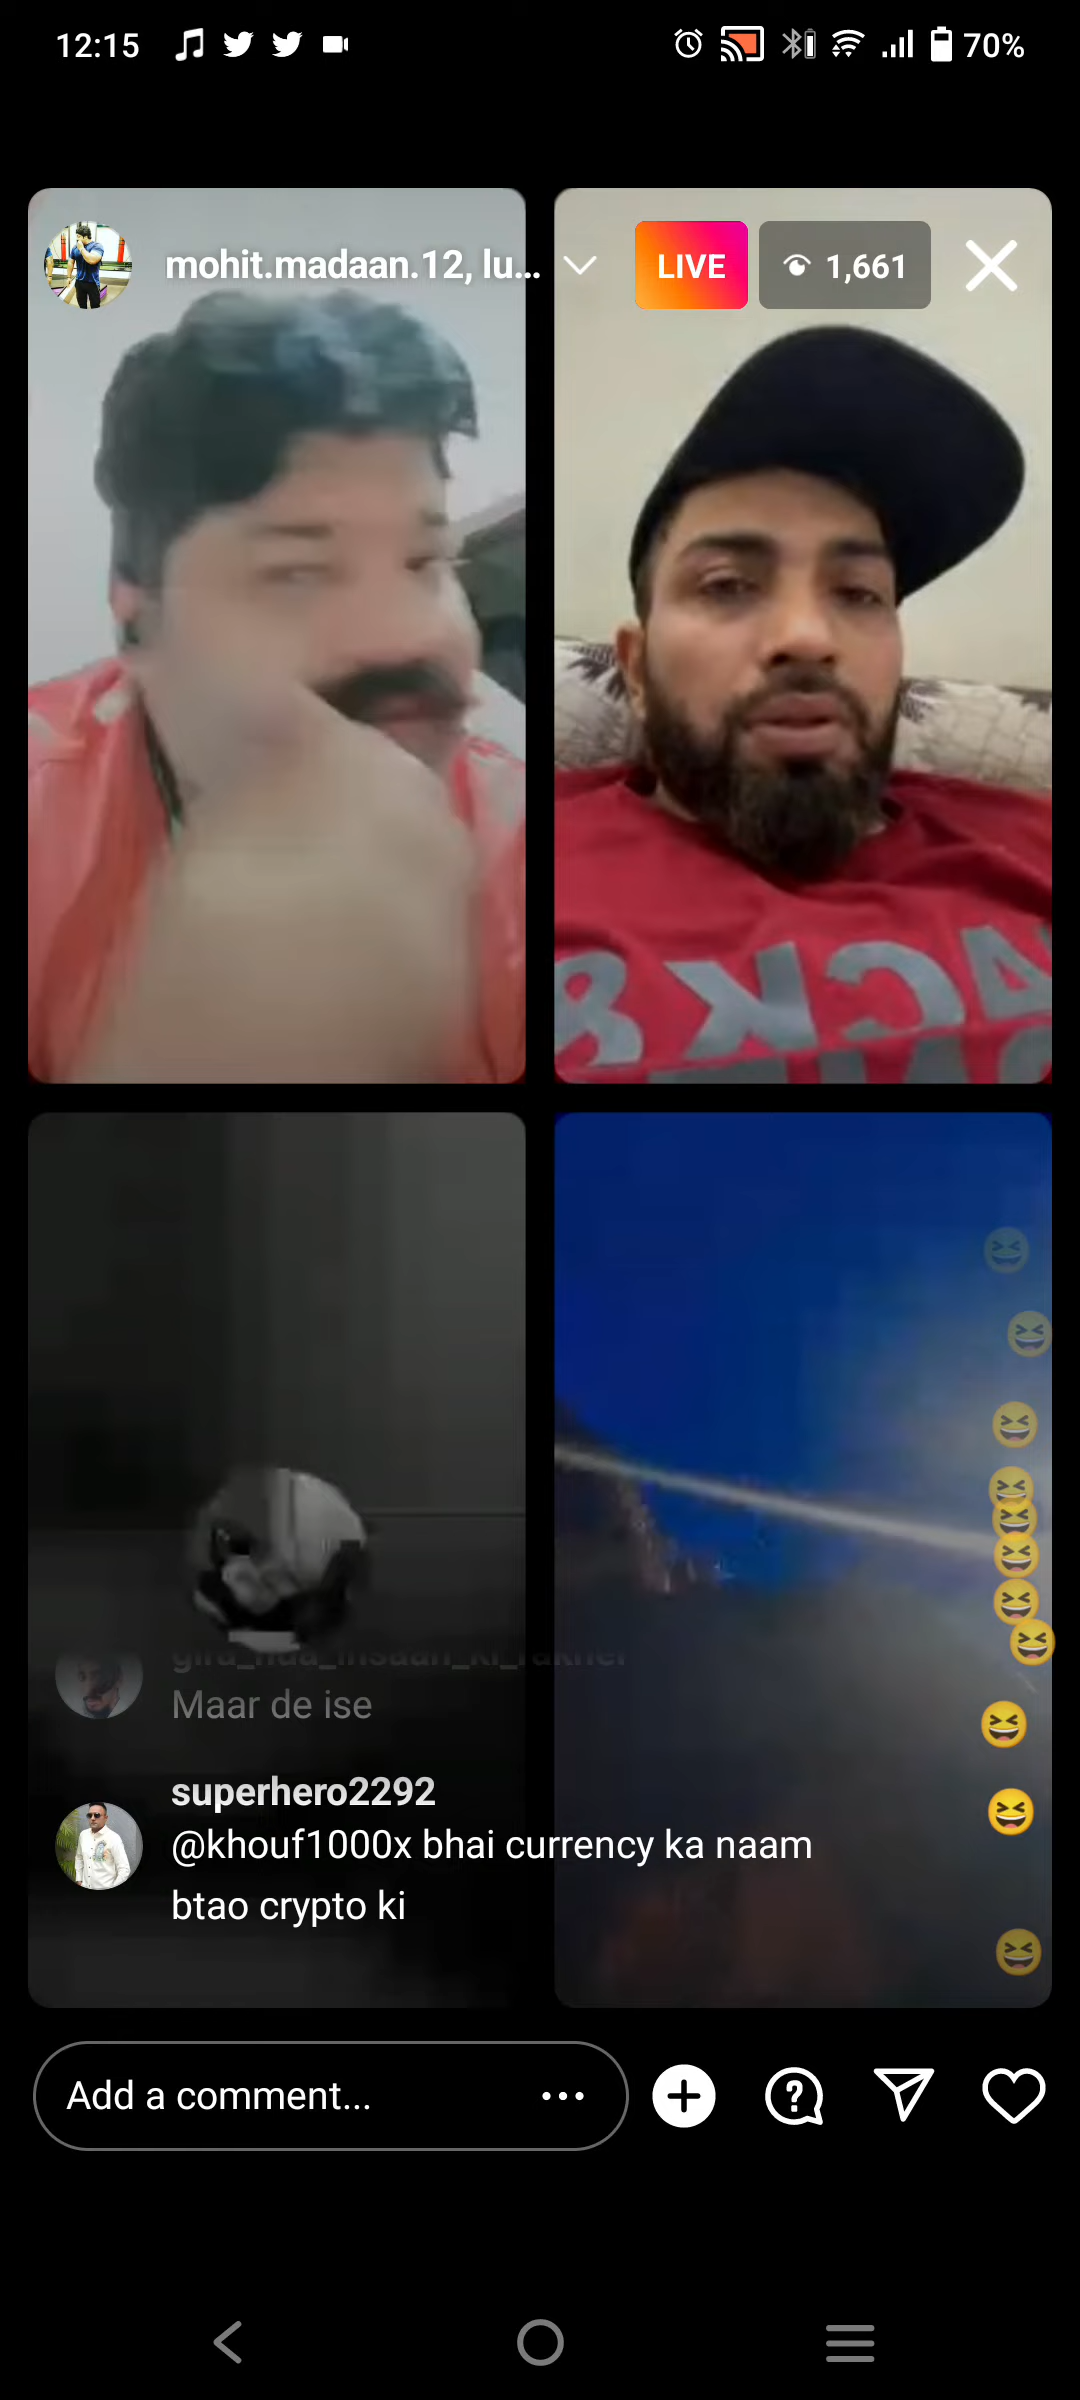 12:15
70%
mohit.madaan.12, lu...
LIVE
1,661
Maar de ise
superhero2292
@khouf1000x bhai currency ka naam
btao crypto ki
Add a comment...